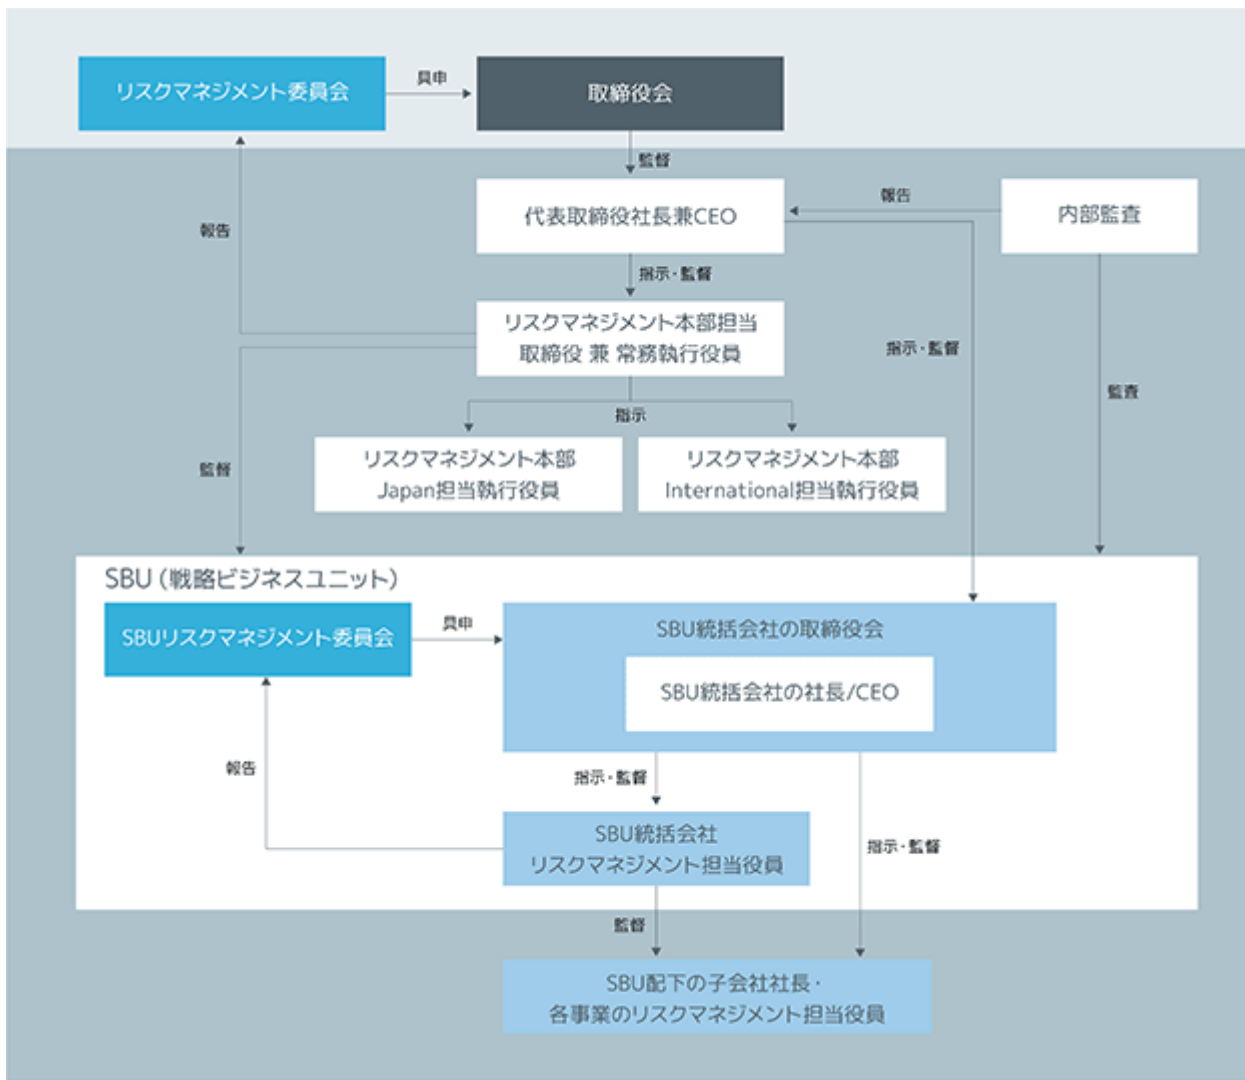 リスクマネジメント委員会
具申
取締役会
監督
代表取締役社長兼CEO
報告
内部監査
報告
指示・監督
リスクマネジメント本部担当
取締役 兼 常務執行役員
指示・監督
監査
指示
監督
リスクマネジメント本部
Japan担当執行役員
リスクマネジメント本部
International担当執行役員
SBU（戦略ビジネスユニット）
SBUリスクマネジメント委員会
具申
SBU統括会社の取締役会
SBU統括会社の社長/CEO
報告
指示・監督
SBU統括会社
リスクマネジメント担当役員
指示・監督
監督
SBU配下の子会社社長・
各事業のリスクマネジメント担当役員